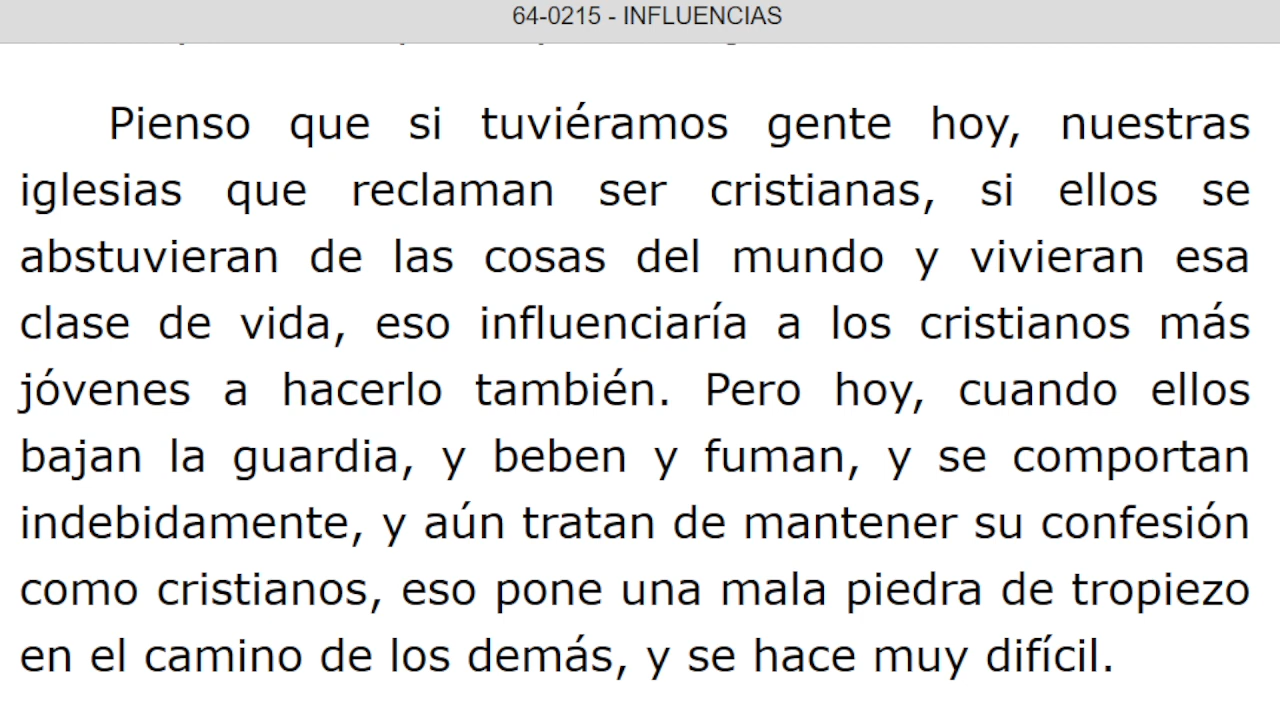 64-0215 - INFLUENCIAS
Pienso que si tuviéramos gente hoy, nuestras
iglesias que reclaman ser cristianas, si ellos se
abstuvieran de las cosas del mundo y vivieran esa
clase de vida, eso influenciaría a los cristianos más
jóvenes a hacerlo también. Pero hoy, cuando ellos
bajan la guardia, y beben y fuman, y se comportan
indebidamente, y aún tratan de mantener su confesión
como cristianos, eso pone una mala piedra de tropiezo
en el camino de los demás, y se hace muy difícil.